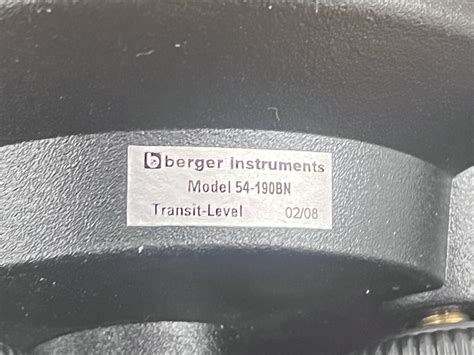 berger instruments
Model 54-190BN
Transit-Level 02/08